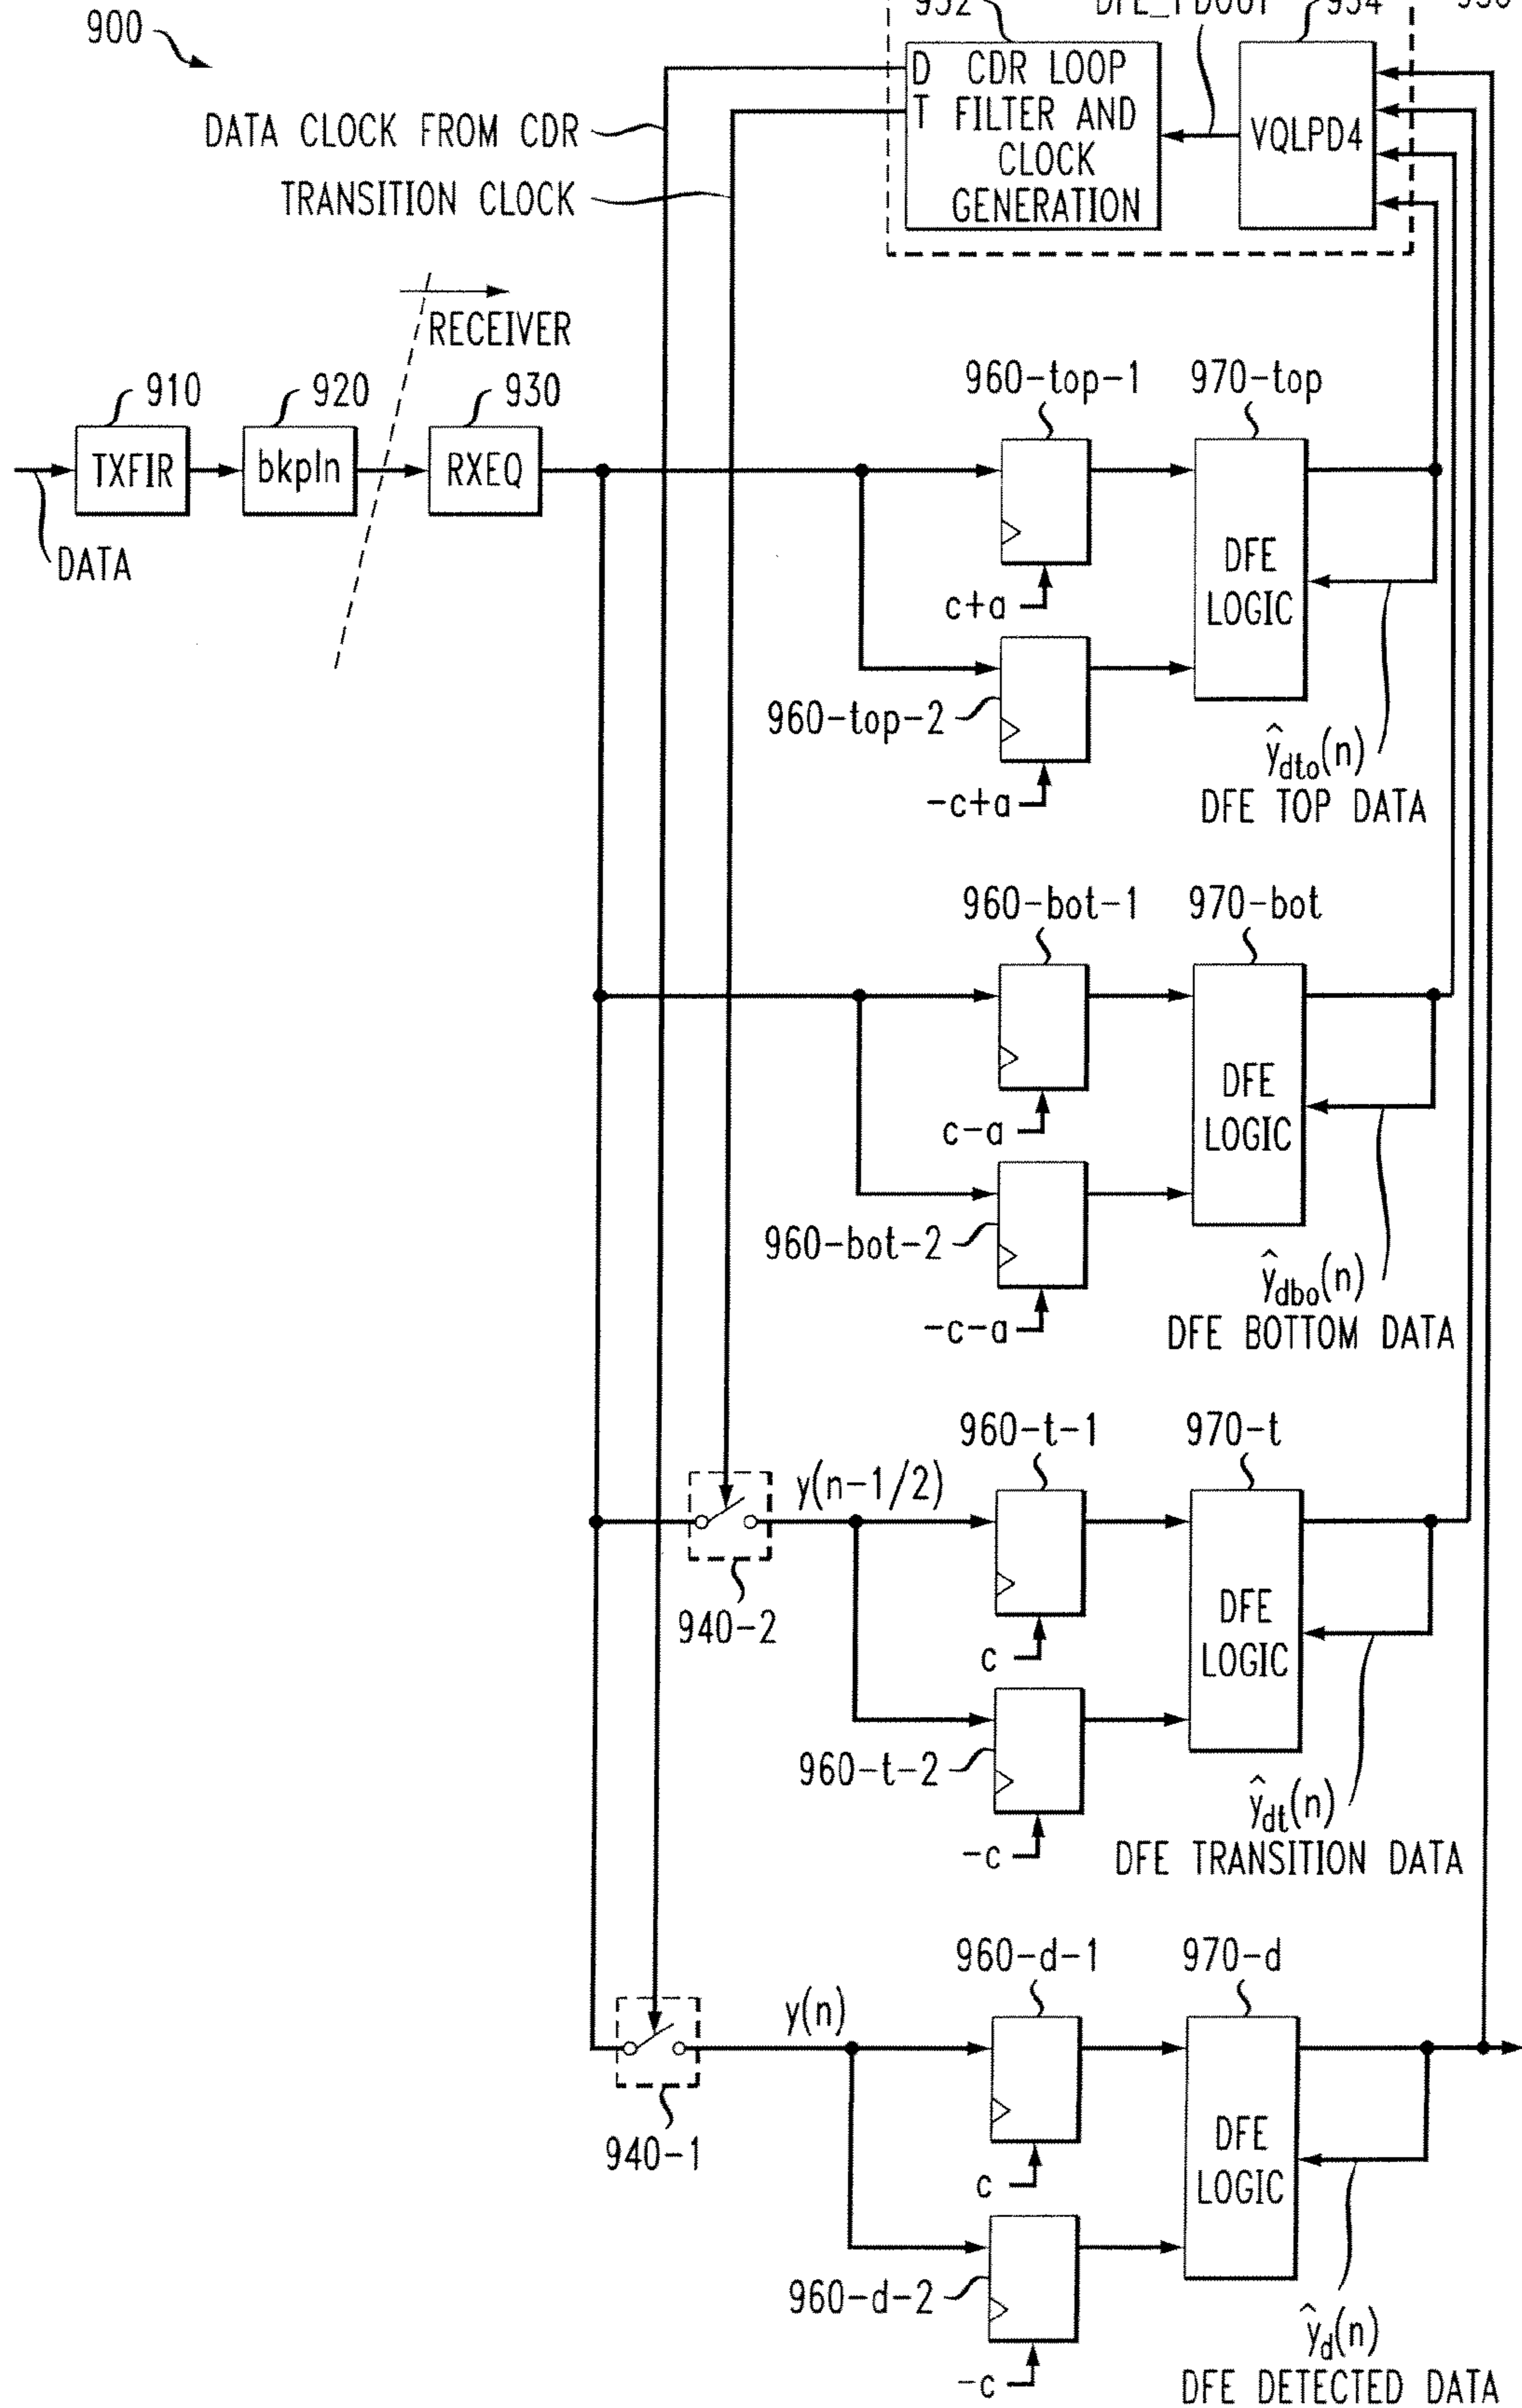 900
D CDR LOOP
T FILTER AND
CLOCK
GENERATION
VQLPD4
DATA CLOCK FROM CDR
TRANSITION CLOCK
RECEIVER
910
920
930
TXFIR
bkpln
RXEQ
DATA
960-top-1
970-top
DFE
LOGIC
c+a
960-top-2
-c+a
ŷdto(n)
DFE TOP DATA
960-bot-1
970-bot
DFE
LOGIC
c-a
960-bot-2
-c-a
ŷdbo(n)
DFE BOTTOM DATA
960-t-1
970-t
y(n-1/2)
940-2
DFE
LOGIC
c
960-t-2
-c
ŷdt(n)
DFE TRANSITION DATA
960-d-1
970-d
y(n)
940-1
DFE
LOGIC
c
960-d-2
-c
ŷd(n)
DFE DETECTED DATA